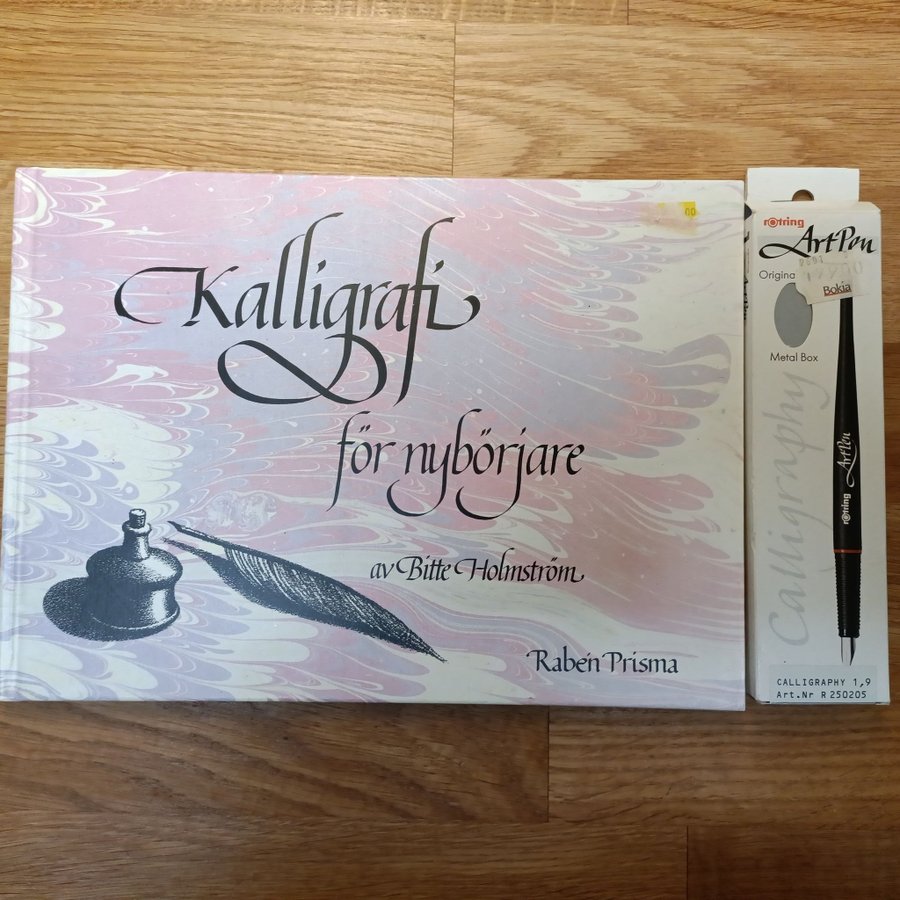 Kalligrafi
för nybörjare
av Bitte Holmström
Rabén Prisma
00
rotring
ArtPen
Origina
Bokia
Metal Box
Calligraphy
rotring ArtPen
CALLIGRAPHY 1,9
Art.Nr R 250205